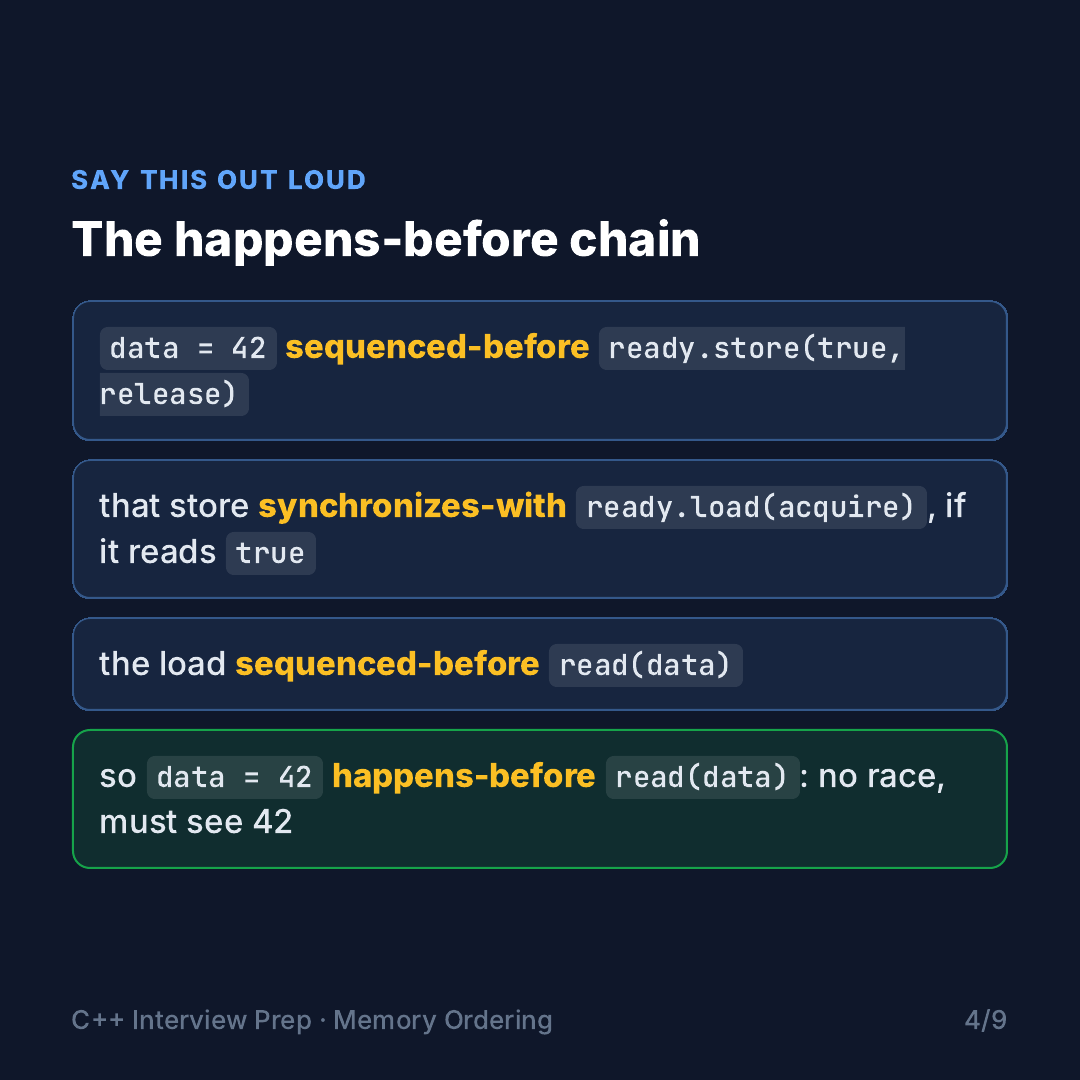 SAY THIS OUT LOUD
The happens-before chain
data = 42 sequenced-before ready.store(true,
release)
that store synchronizes-with ready.load(acquire), if
it reads true
the load sequenced-before read(data)
so data = 42 happens-before read(data): no race,
must see 42
C++ Interview Prep · Memory Ordering
4/9